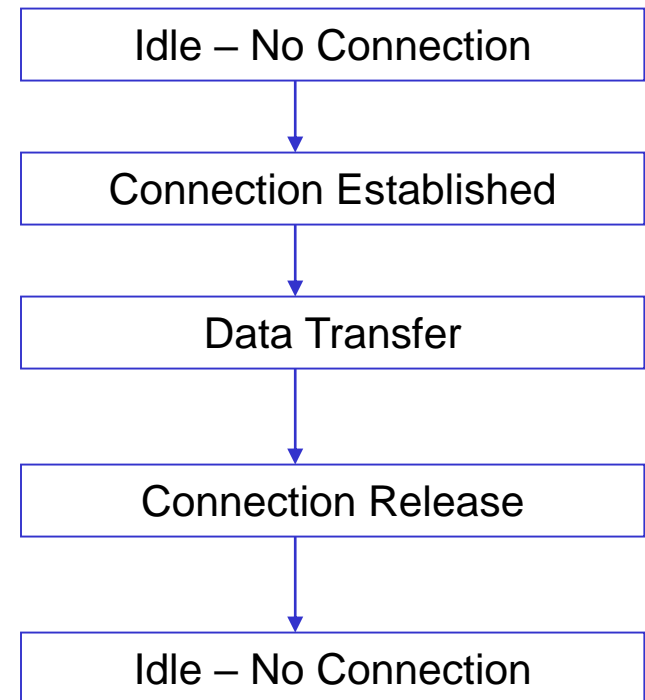 Idle – No Connection
Connection Established
Data Transfer
Connection Release
Idle – No Connection